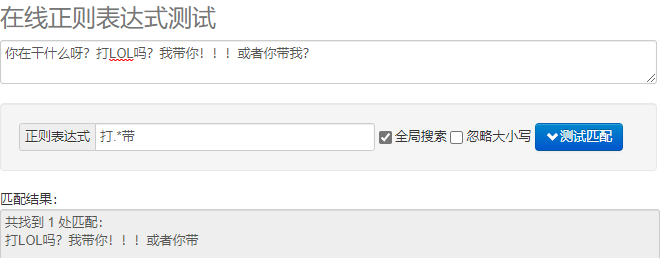 在线正则表达式测试
你在干什么呀？打LOL吗？我带你！！！或者你带我？
正则表达式 打.*带 全局搜索 忽略大小写 测试匹配
匹配结果：
共找到 1 处匹配：
打LOL吗？我带你！！！或者你带